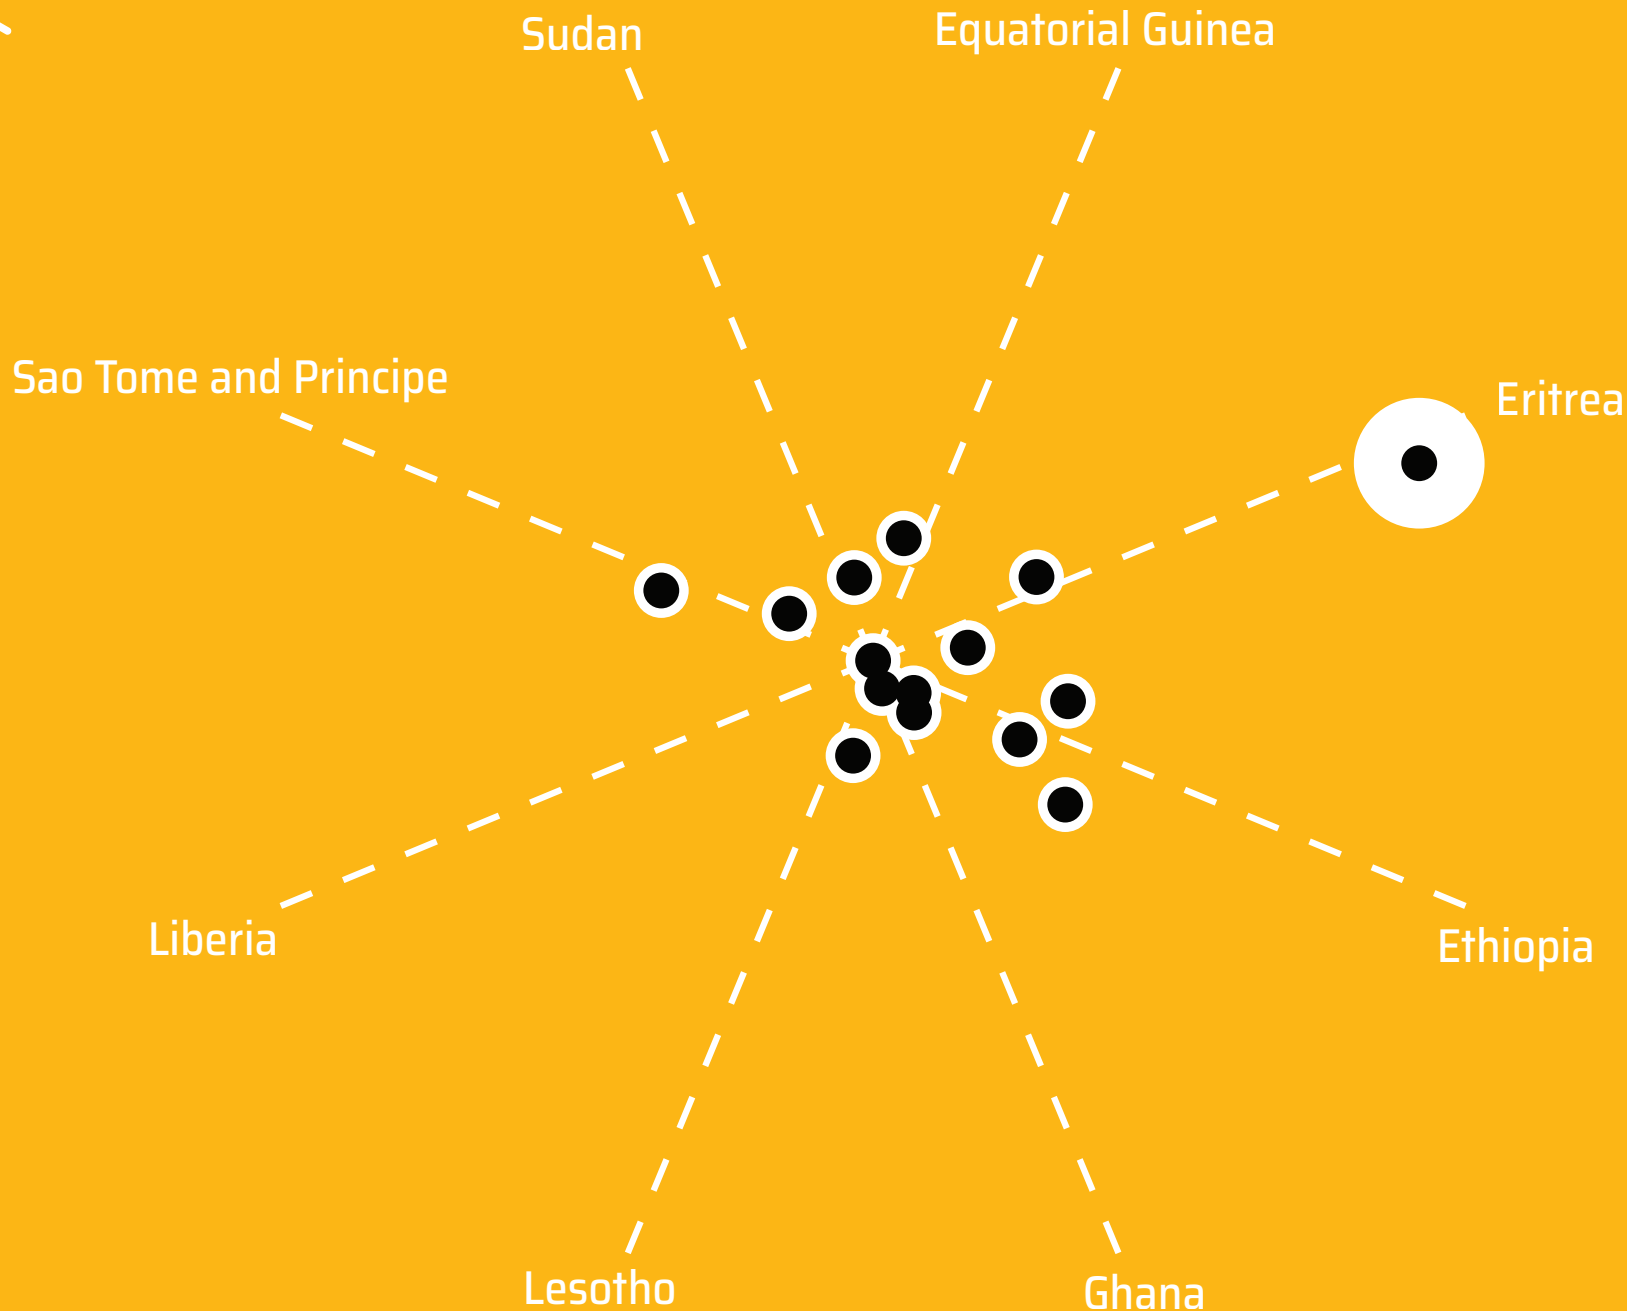 Sudan
Equatorial Guinea
Sao Tome and Principe
Eritrea
Liberia
Ethiopia
Lesotho
Ghana